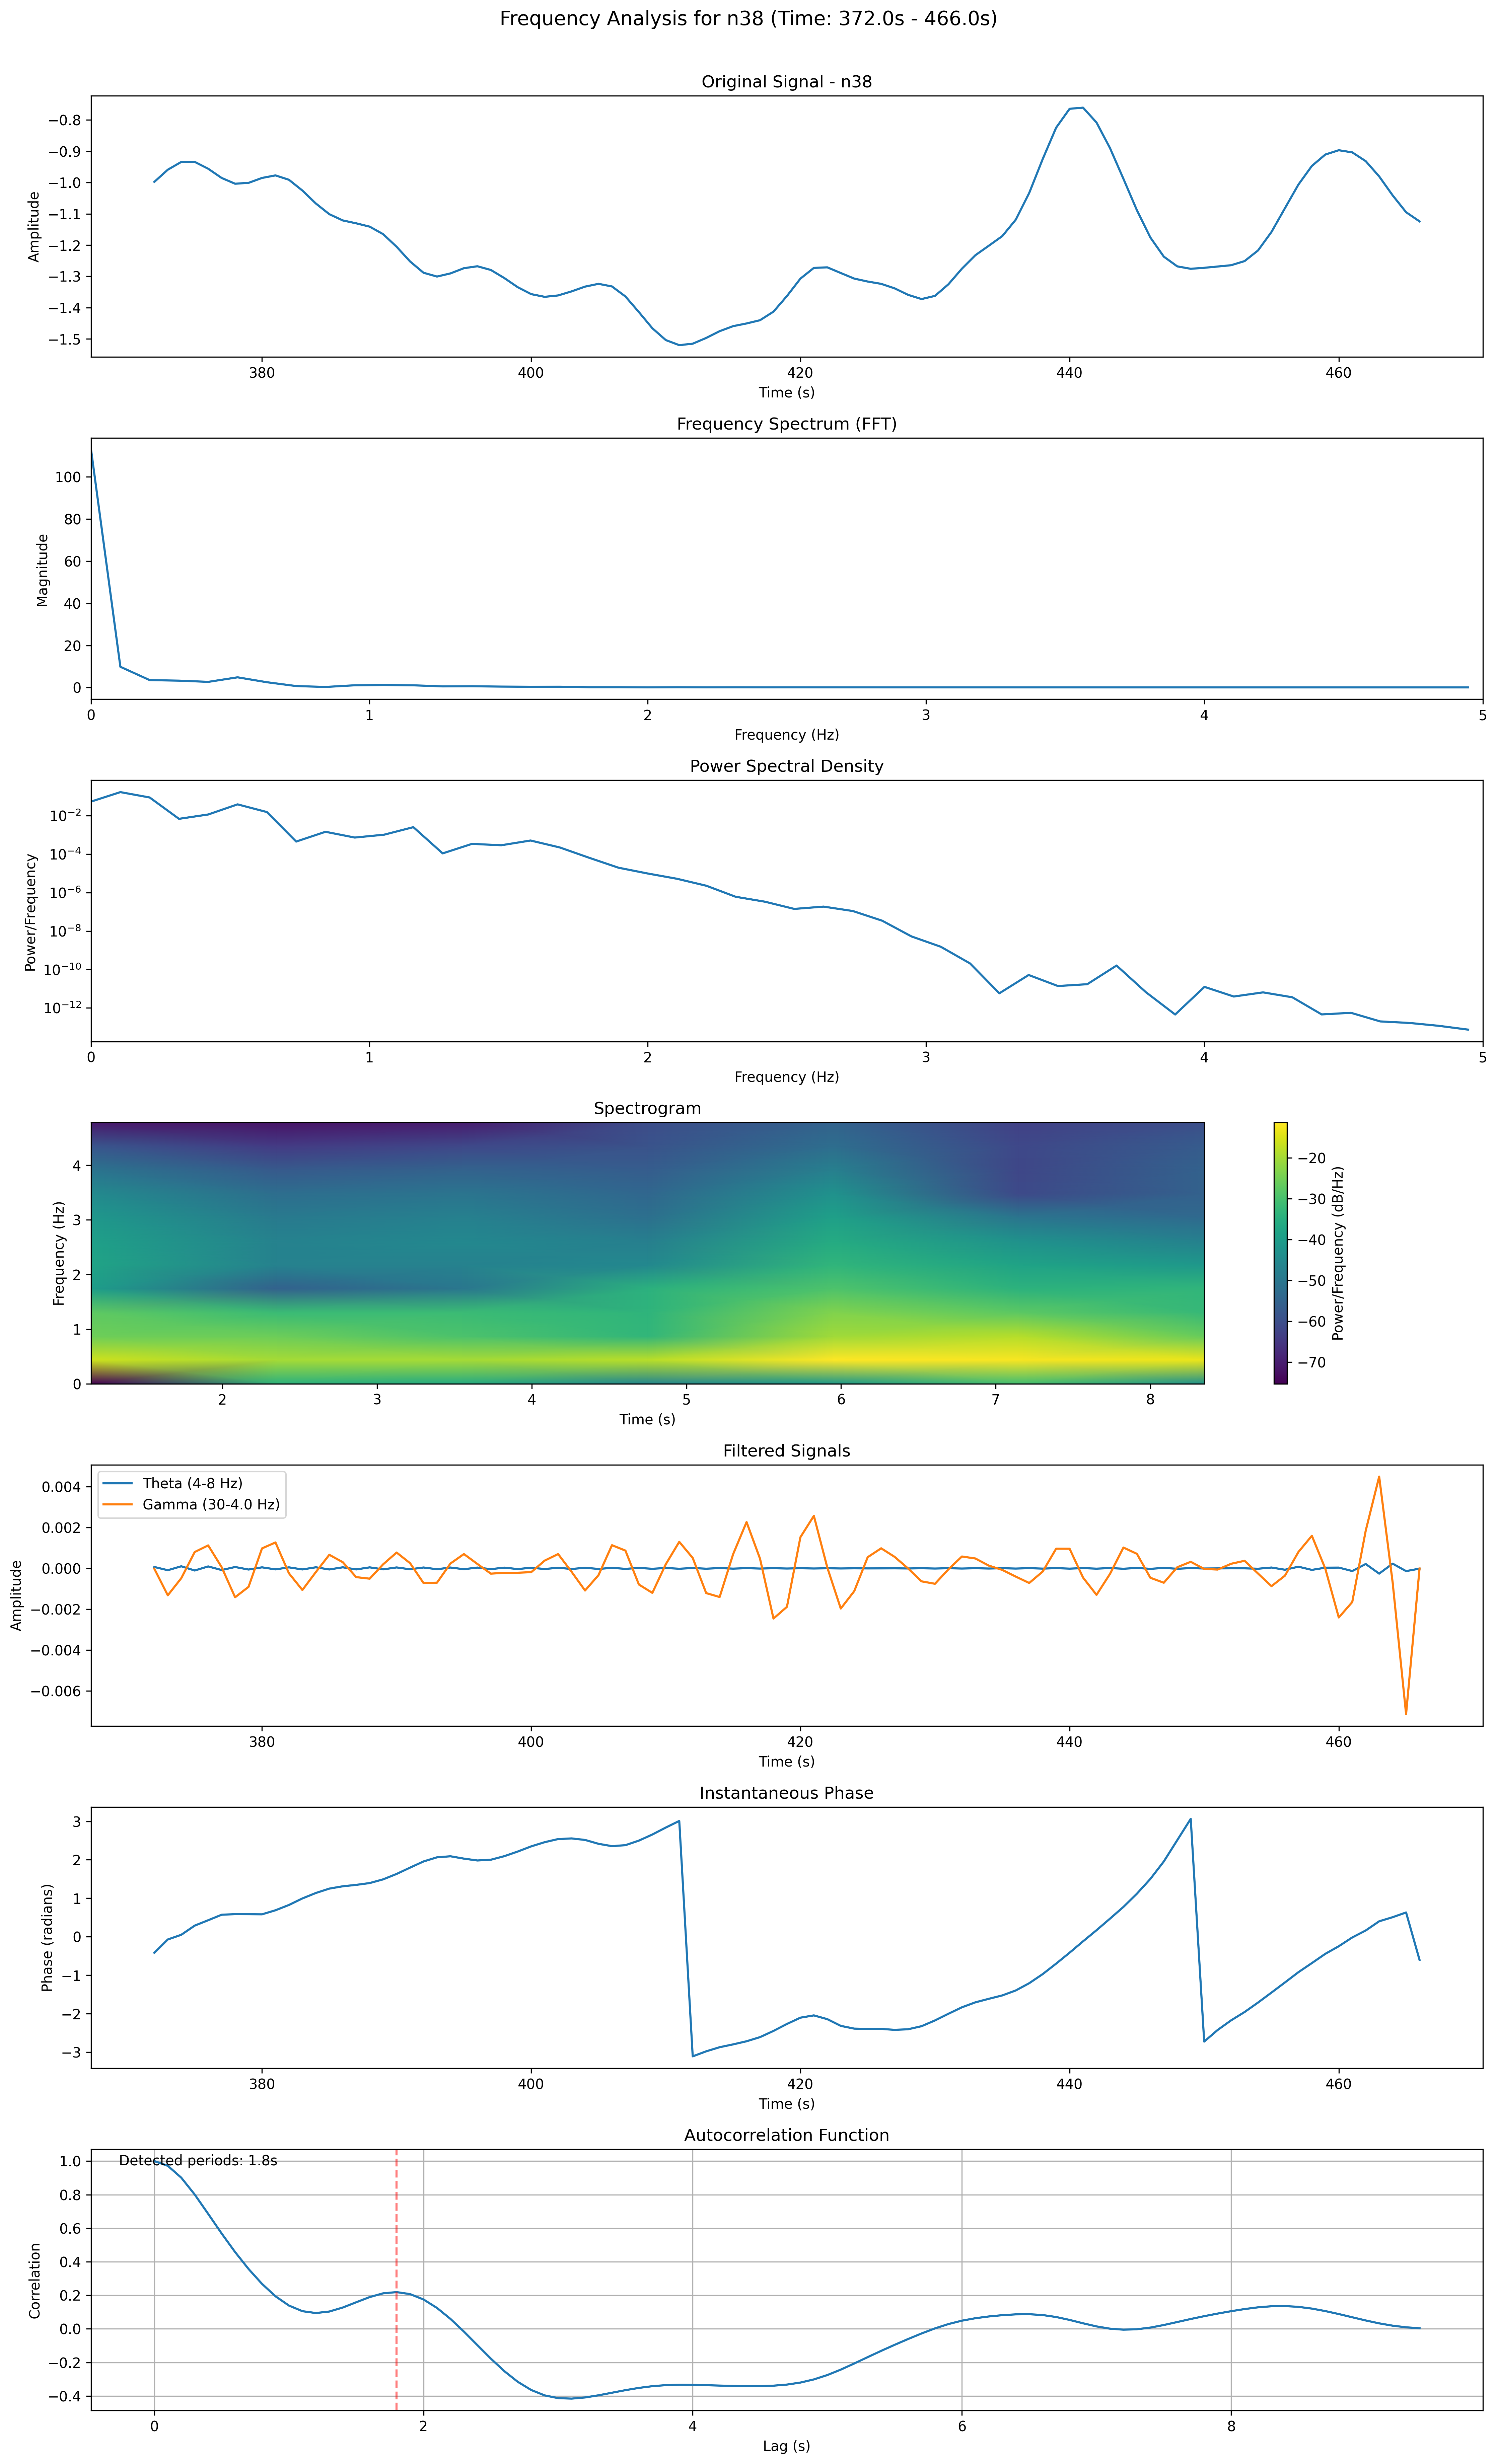 Frequency Analysis for n38 (Time: 372.0s - 466.0s)
Original Signal - n38
Amplitude
−0.8
−0.9
−1.0
−1.1
−1.2
−1.3
−1.4
−1.5
380 400 420 440 460
Time (s)
Frequency Spectrum (FFT)
Magnitude
100
80
60
40
20
0
0 1 2 3 4 5
Frequency (Hz)
Power Spectral Density
Power/Frequency
10⁻²
10⁻⁴
10⁻⁶
10⁻⁸
10⁻¹⁰
10⁻¹²
0 1 2 3 4 5
Frequency (Hz)
Spectrogram
Frequency (Hz)
4
3
2
1
0
2 3 4 5 6 7 8
Time (s)
−20
−30
−40
−50
−60
−70
Power/Frequency (dB/Hz)
Filtered Signals
Theta (4-8 Hz)
Gamma (30-4.0 Hz)
Amplitude
0.004
0.002
0.000
−0.002
−0.004
−0.006
380 400 420 440 460
Time (s)
Instantaneous Phase
Phase (radians)
3
2
1
0
−1
−2
−3
380 400 420 440 460
Time (s)
Autocorrelation Function
Detected periods: 1.8s
Correlation
1.0
0.8
0.6
0.4
0.2
0.0
−0.2
−0.4
0 2 4 6 8
Lag (s)